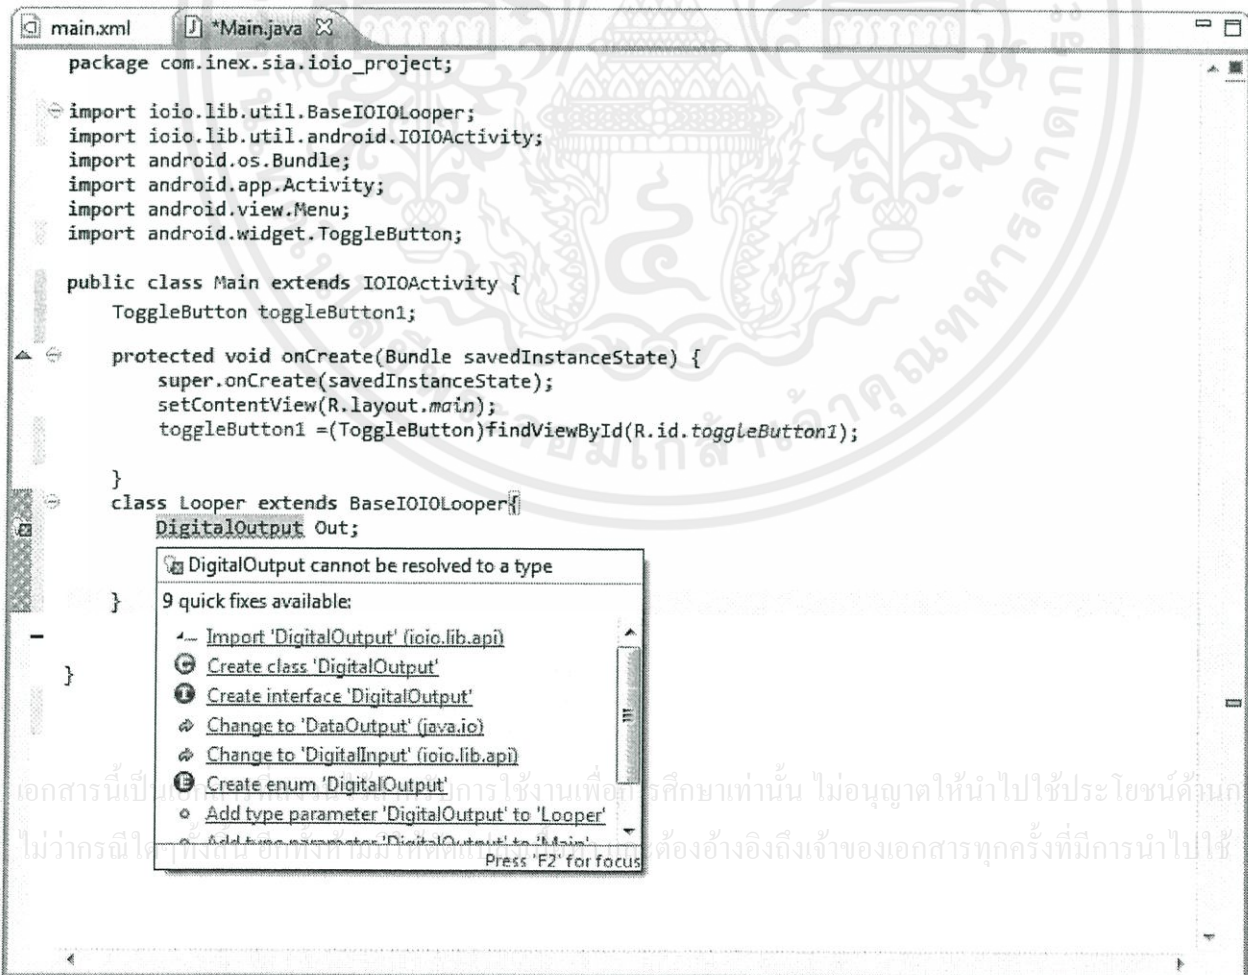 main.xml
*Main.java
package com.inex.sia.ioio_project;
import ioio.lib.util.BaseIOIOLooper;
import ioio.lib.util.android.IOIOActivity;
import android.os.Bundle;
import android.app.Activity;
import android.view.Menu;
import android.widget.ToggleButton;
public class Main extends IOIOActivity {
ToggleButton toggleButton1;
protected void onCreate(Bundle savedInstanceState) {
super.onCreate(savedInstanceState);
setContentView(R.layout.main);
toggleButton1 =(ToggleButton)findViewById(R.id.toggleButton1);
}
class Looper extends BaseIOIOLooper{
DigitalOutput Out;
DigitalOutput cannot be resolved to a type
} 9 quick fixes available:
Import 'DigitalOutput' (ioio.lib.api)
Create class 'DigitalOutput'
}
Create interface 'DigitalOutput'
Change to 'DataOutput' (java.io)
Change to 'DigitalInput' (ioio.lib.api)
Create enum 'DigitalOutput'
Add type parameter 'DigitalOutput' to 'Looper'
Add type parameter 'DigitalOutput' to 'Main'
Press 'F2' for focus
เอกสารนี้เป็น การใช้งานเพื่อ ศึกษาเท่านั้น ไม่อนุญาตให้นำไปใช้ประโยชน์ด้าน
ไม่ว่ากรณีใด ต้องอ้างอิงถึงเจ้าของเอกสารทุกครั้งที่มีการนำไปใช้